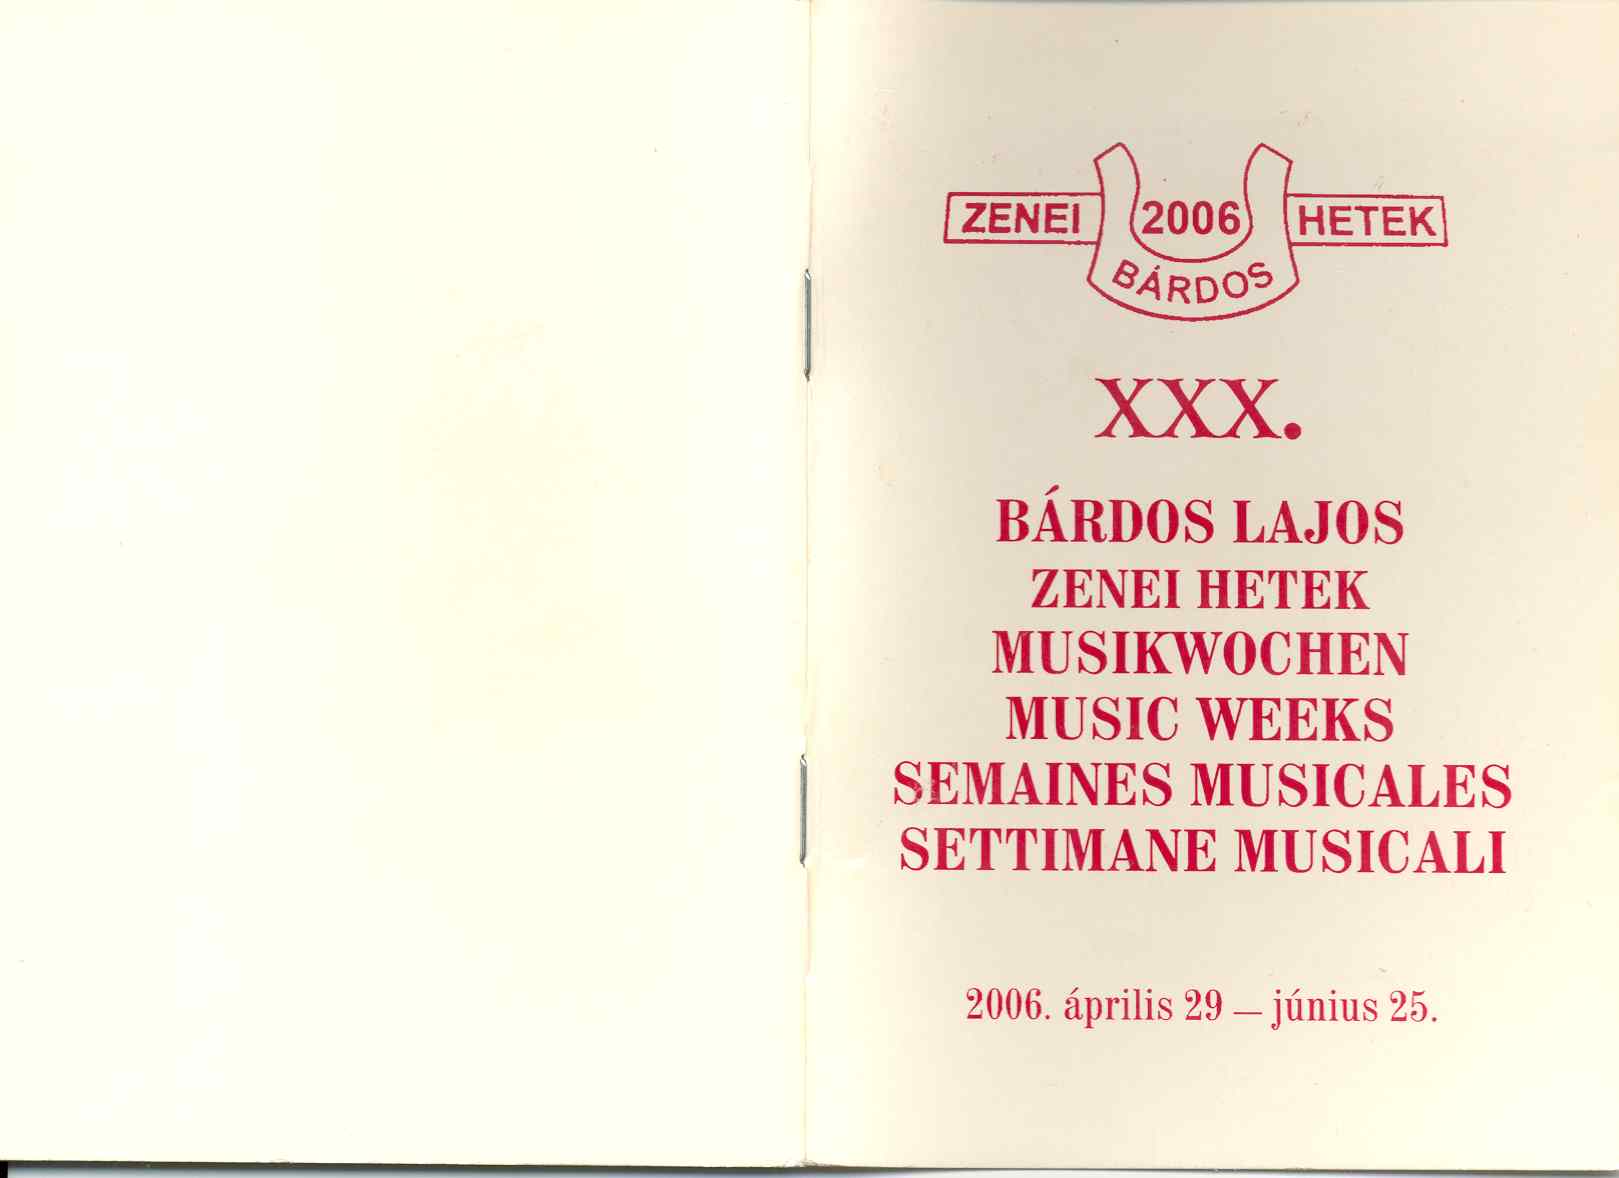 ZENEI 2006 HETEK
BÁRDOS
XXX.
BÁRDOS LAJOS
ZENEI HETEK
MUSIKWOCHEN
MUSIC WEEKS
SEMAINES MUSICALES
SETTIMANE MUSICALI
2006. április 29 – június 25.